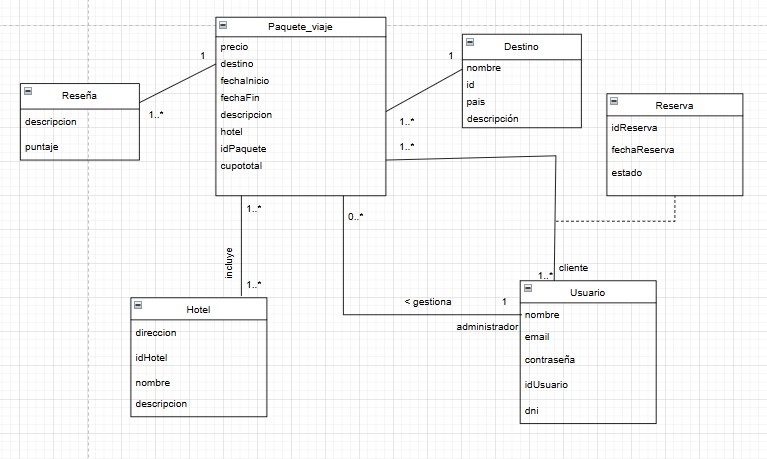 Paquete_viaje
precio
destino
fechaInicio
fechaFin
descripcion
hotel
idPaquete
cupototal
Destino
nombre
id
pais
descripción
Reseña
descripcion
puntaje
Reserva
idReserva
fechaReserva
estado
1
1..*
1
1..*
1..*
1..*
0..*
incluye
1..*
cliente
1..*
< gestiona
1
administrador
Hotel
direccion
idHotel
nombre
descripcion
Usuario
nombre
email
contraseña
idUsuario
dni